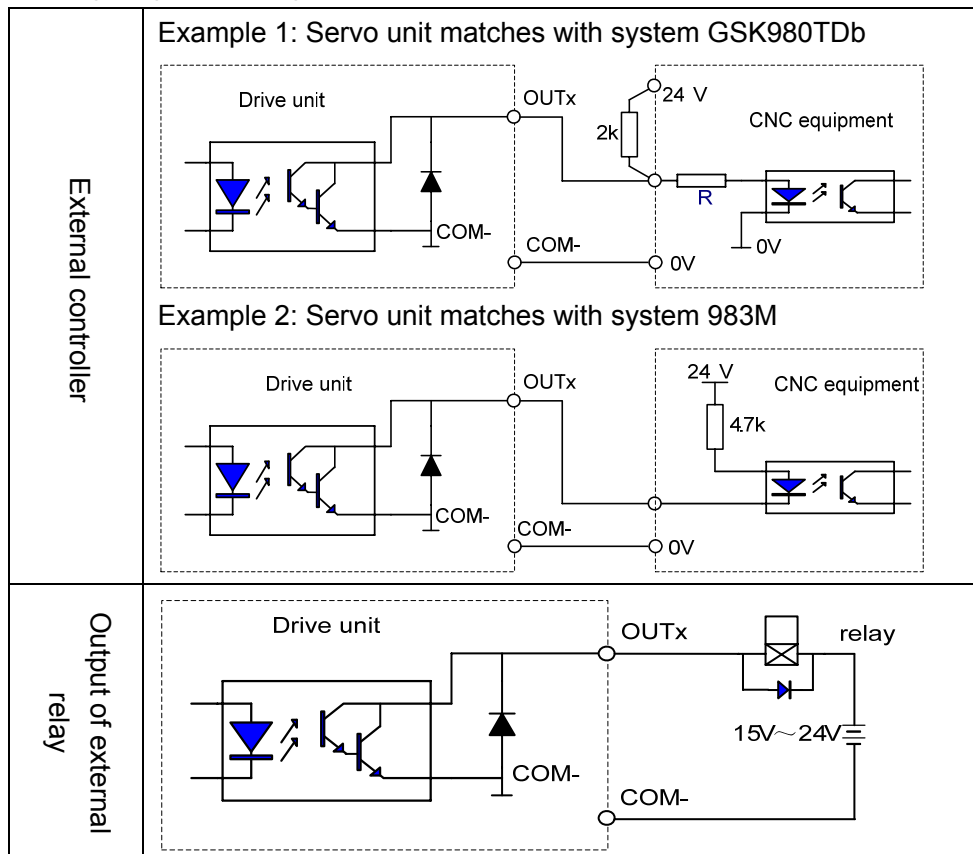 External controller
Example 1: Servo unit matches with system GSK980TDb
Drive unit
OUTx
24 V
2k
CNC equipment
R
COM-
COM-
0V
0V
Example 2: Servo unit matches with system 983M
Drive unit
OUTx
24 V
CNC equipment
4.7k
COM-
COM-
0V
Output of external
relay
Drive unit
OUTx
relay
15V～24V
COM-
COM-